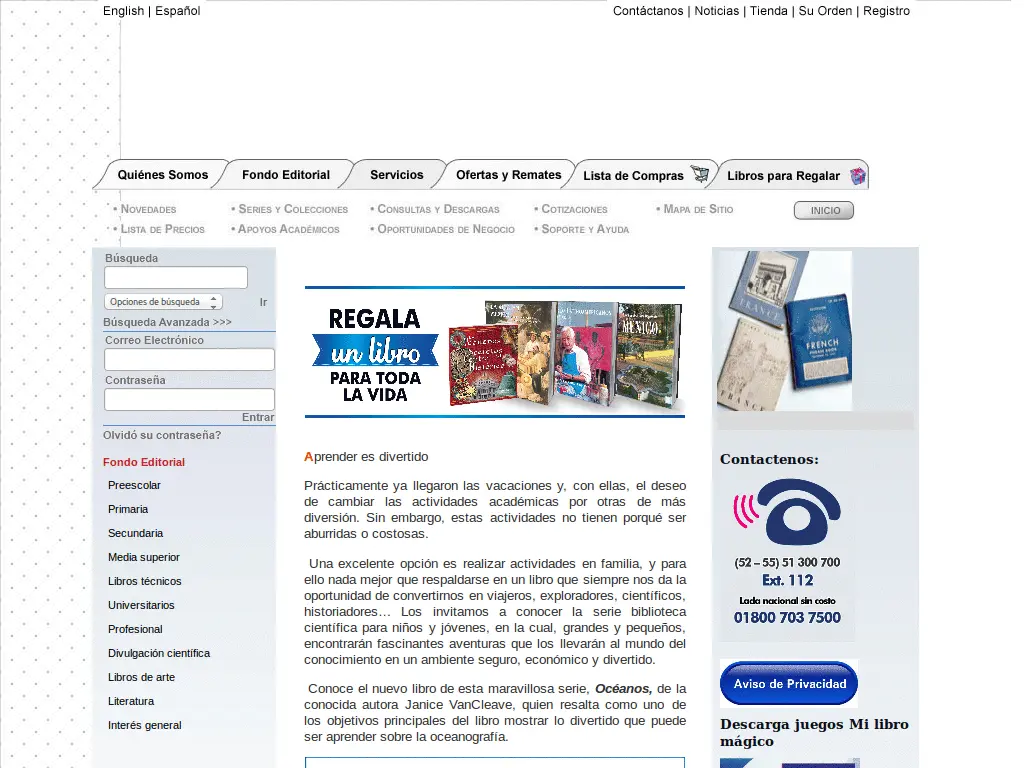 English | Español
Contáctanos | Noticias | Tienda | Su Orden | Registro
Quiénes Somos
Fondo Editorial
Servicios
Ofertas y Remates
Lista de Compras
Libros para Regalar
• Novedades
• Series y Colecciones
• Consultas y Descargas
• Cotizaciones
• Mapa de Sitio
INICIO
• Lista de Precios
• Apoyos Académicos
• Oportunidades de Negocio
• Soporte y Ayuda
Búsqueda
Opciones de búsqueda
Ir
Búsqueda Avanzada >>>
Correo Electrónico
Contraseña
Entrar
Olvidó su contraseña?
Fondo Editorial
Preescolar
Primaria
Secundaria
Media superior
Libros técnicos
Universitarios
Profesional
Divulgación científica
Libros de arte
Literatura
Interés general
REGALA
un libro
PARA TODA
LA VIDA
MÉXICO
Aprender es divertido
Prácticamente ya llegaron las vacaciones y, con ellas, el deseo
de cambiar las actividades académicas por otras de más
diversión. Sin embargo, estas actividades no tienen porqué ser
aburridas o costosas.
Una excelente opción es realizar actividades en familia, y para
ello nada mejor que respaldarse en un libro que siempre nos da la
oportunidad de convertirnos en viajeros, exploradores, científicos,
historiadores… Los invitamos a conocer la serie biblioteca
científica para niños y jóvenes, en la cual, grandes y pequeños,
encontrarán fascinantes aventuras que los llevarán al mundo del
conocimiento en un ambiente seguro, económico y divertido.
Conoce el nuevo libro de esta maravillosa serie, Océanos, de la
conocida autora Janice VanCleave, quien resalta como uno de
los objetivos principales del libro mostrar lo divertido que puede
ser aprender sobre la oceanografía.
FRANCE
FRENCH
PHRASE BOOK
FRANCE
Contactenos:
(52 – 55) 51 300 700
Ext. 112
Lada nacional sin costo
01800 703 7500
Aviso de Privacidad
Descarga juegos Mi libro
mágico